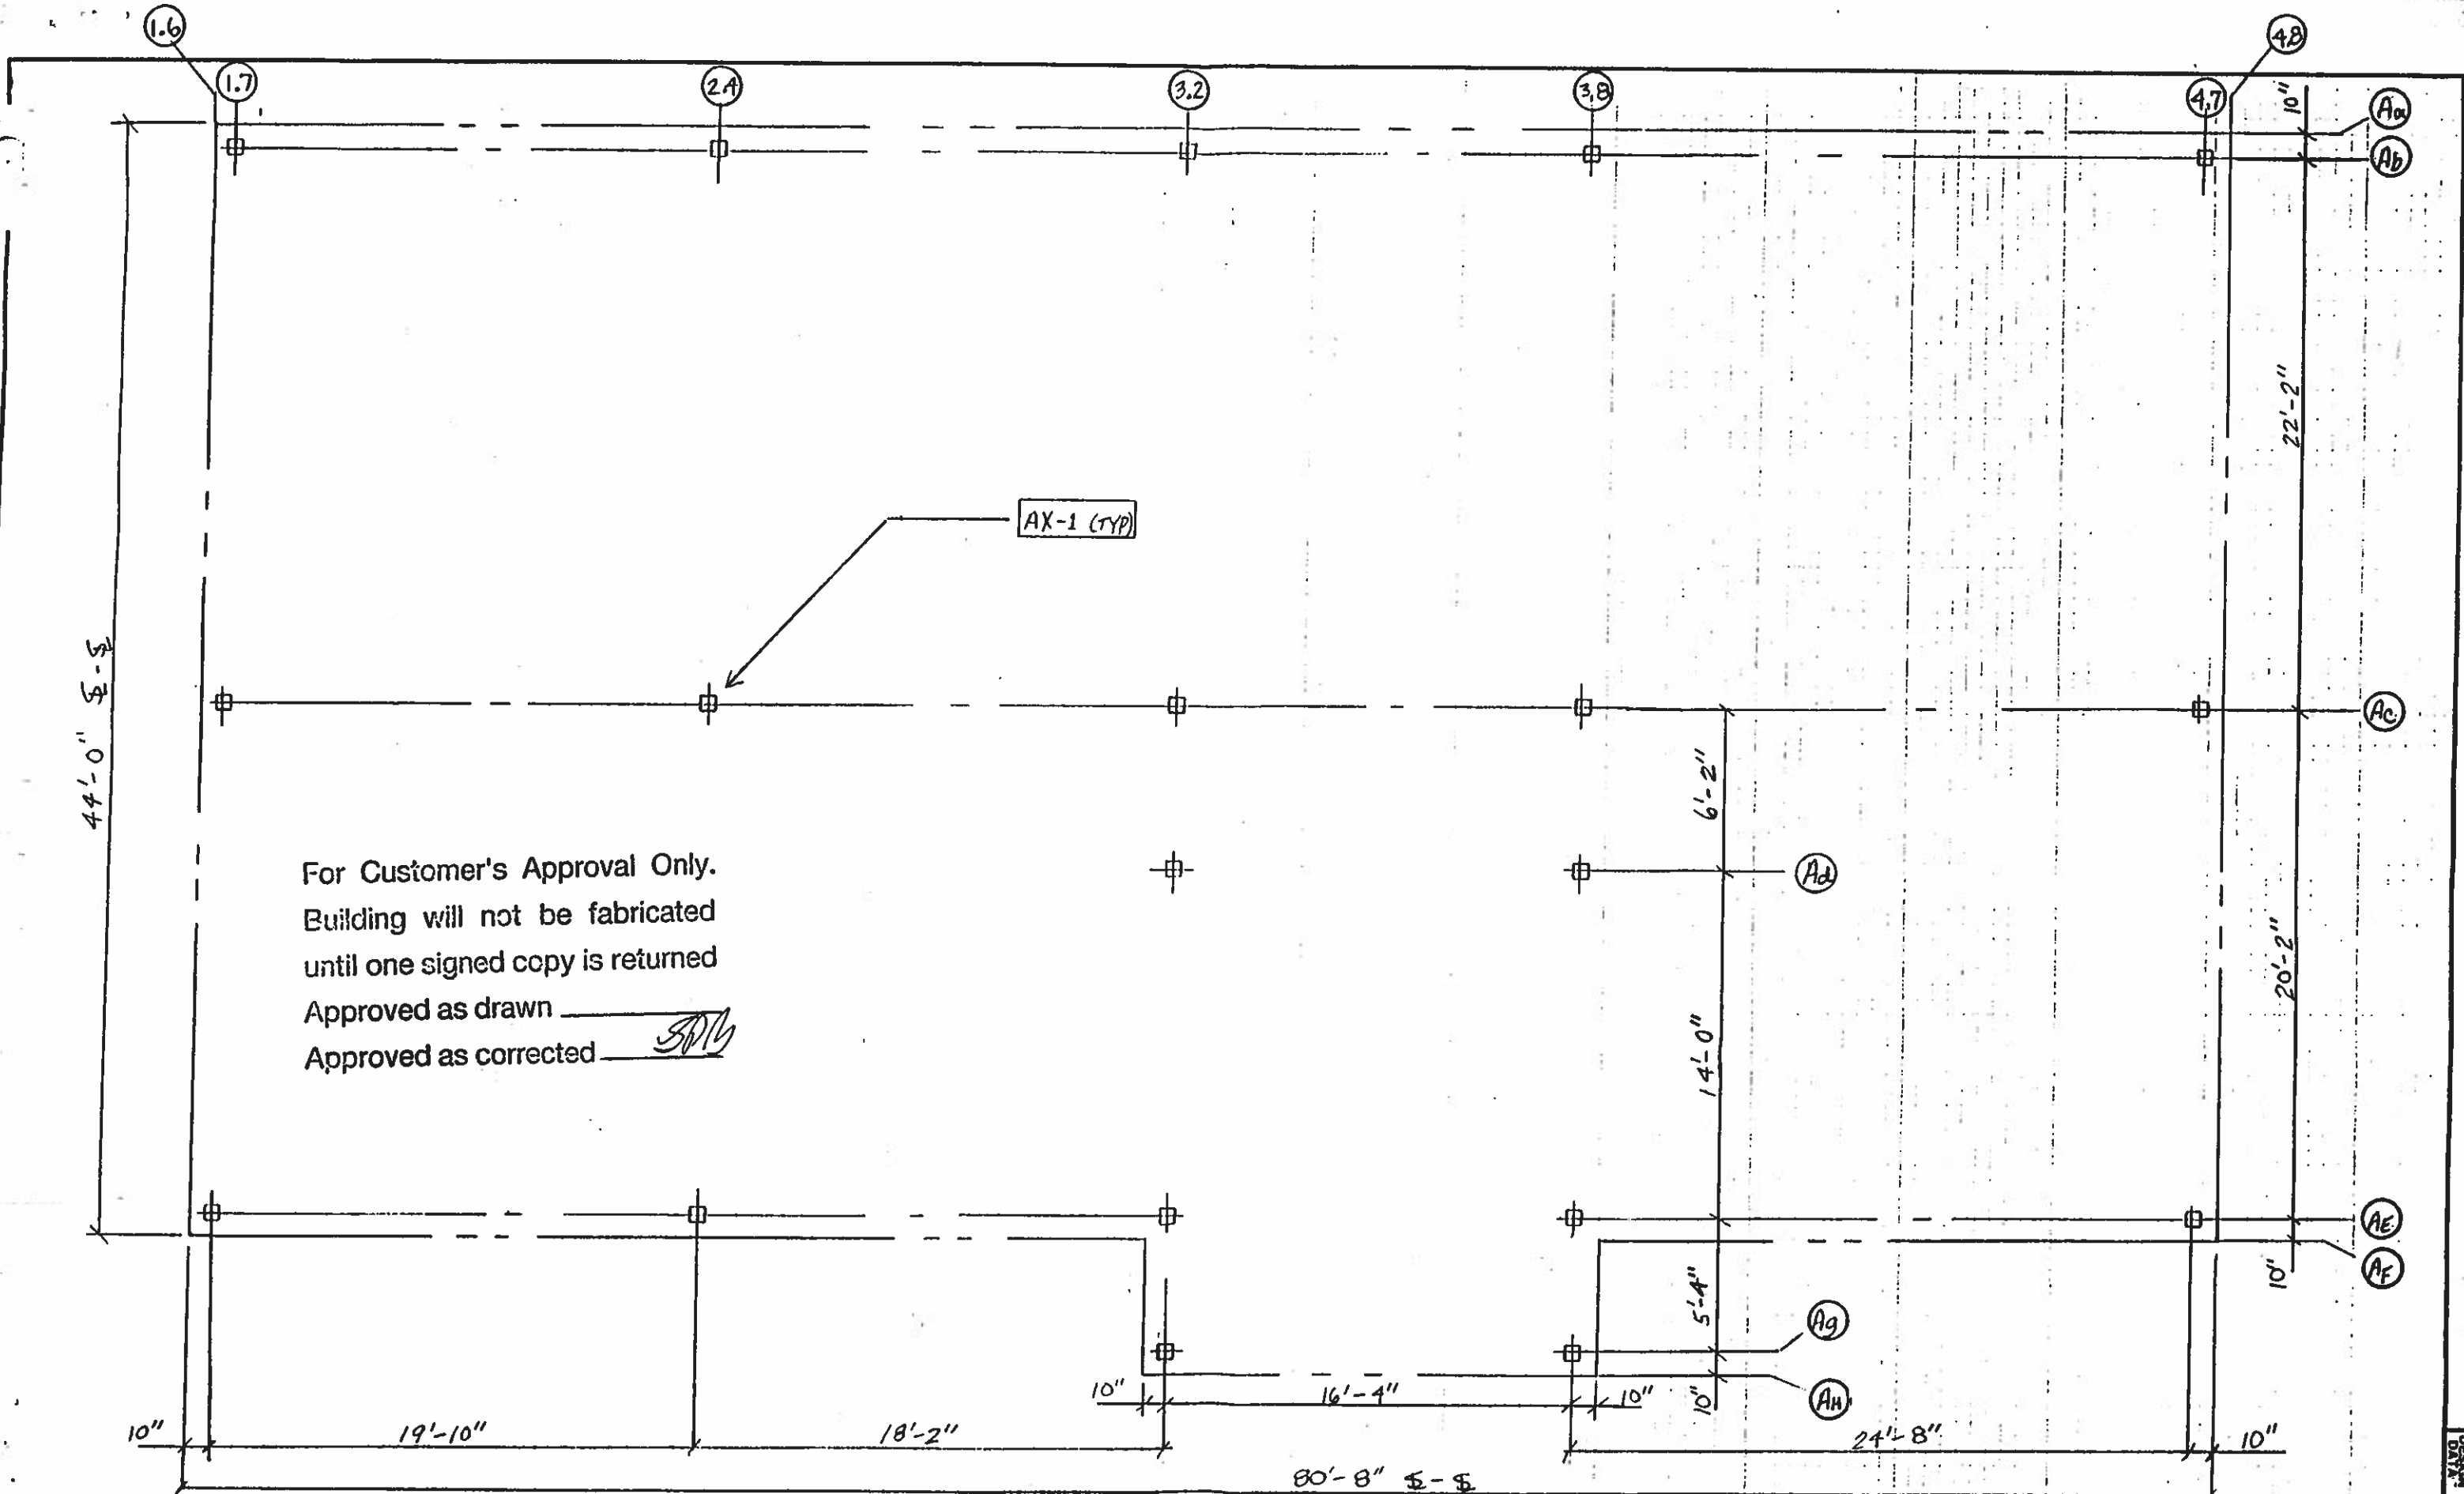 1.6
4.8
1.7
2.4
3.2
3.8
4.7
10"
Aa
Ab
22'-2"
AX-1 (TYP)
44'-0" $-$
Ac
6'-2"
Ad
For Customer's Approval Only.
Building will not be fabricated
until one signed copy is returned
Approved as drawn
Approved as corrected
20'-2"
14'-0"
AE
AF
10"
5'-4"
Ag
AH
10"
10"
16'-4"
10"
10"
19'-10"
18'-2"
24'-8"
10"
80'-8" $-$
DATA